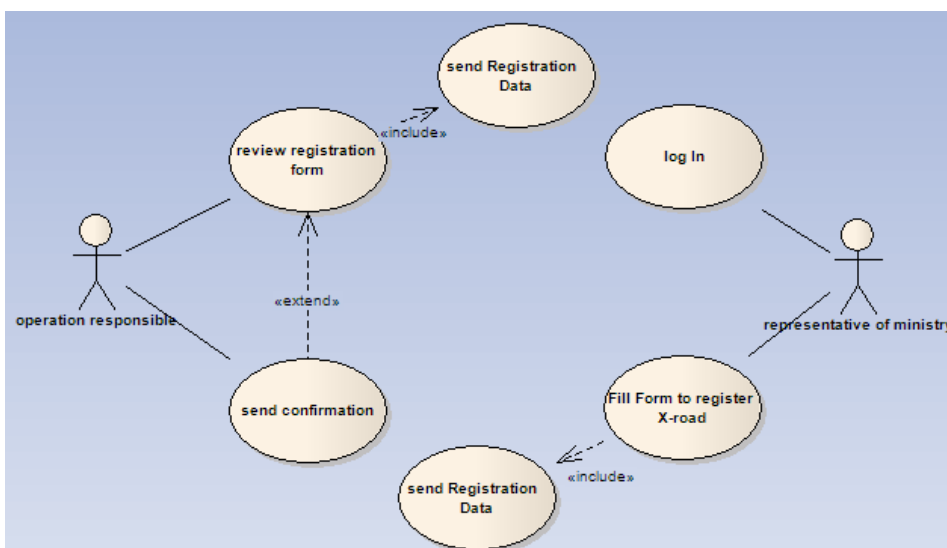 send Registration
Data
«include»
review registration
form
log In
operation responsible
representative of ministry
«extend»
send confirmation
Fill Form to register
X-road
«include»
send Registration
Data